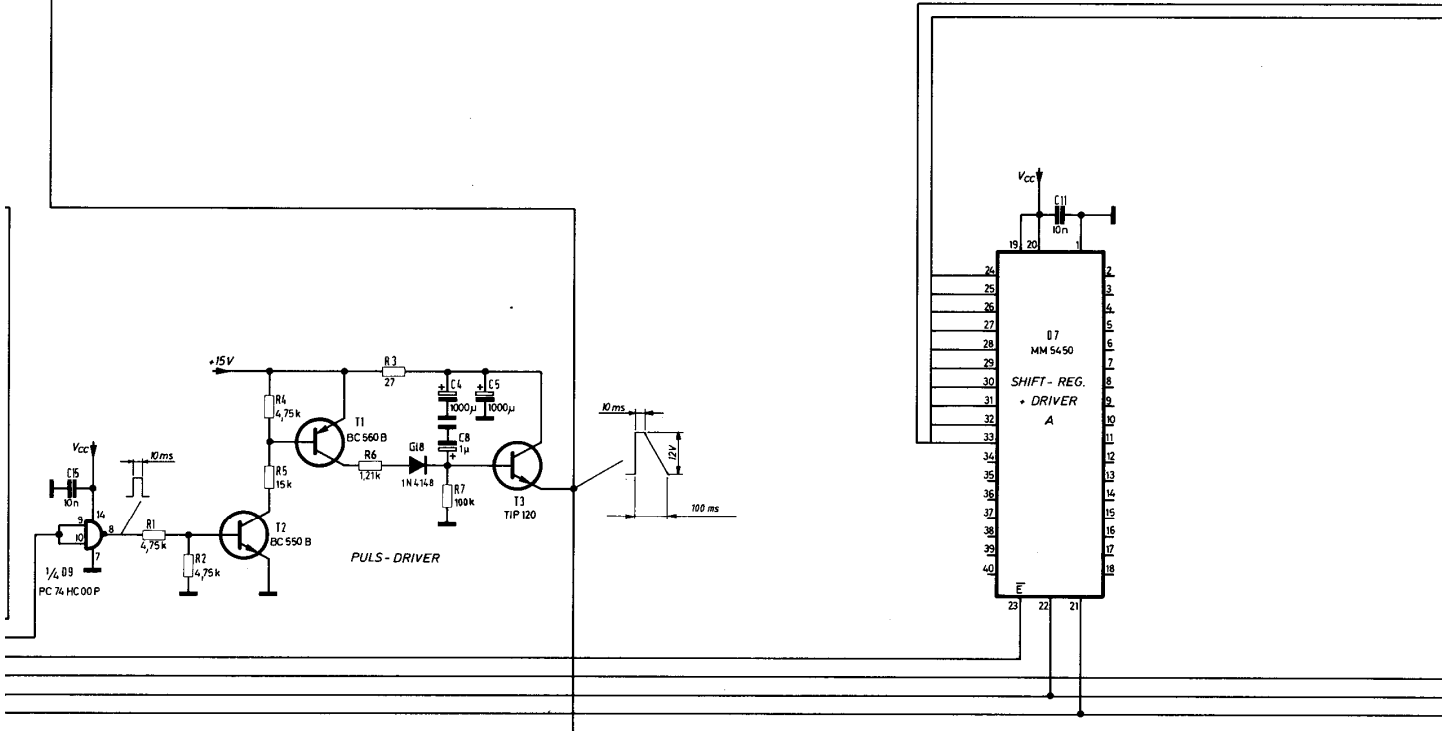 +15V
R3
27
C4
+
1000µ
C5
+
1000µ
R4
4,75k
T1
BC 560 B
C8
1µ
+
R5
15k
R6
1,21k
G18
1N4148
R7
100k
T3
TIP 120
10ms
12V
100 ms
VCC
C15
10n
10ms
14
9
10
8
7
1/4 D9
PC 74 HC 00 P
R1
4,75k
R2
4,75k
T2
BC 550 B
PULS-DRIVER
VCC
C11
10n
19
20
1
24
25
26
27
28
29
30
31
32
33
34
35
36
37
38
39
40
2
3
4
5
6
7
8
9
10
11
12
13
14
15
16
17
18
D7
MM 5450
SHIFT-REG.
+ DRIVER
A
E
23
22
21